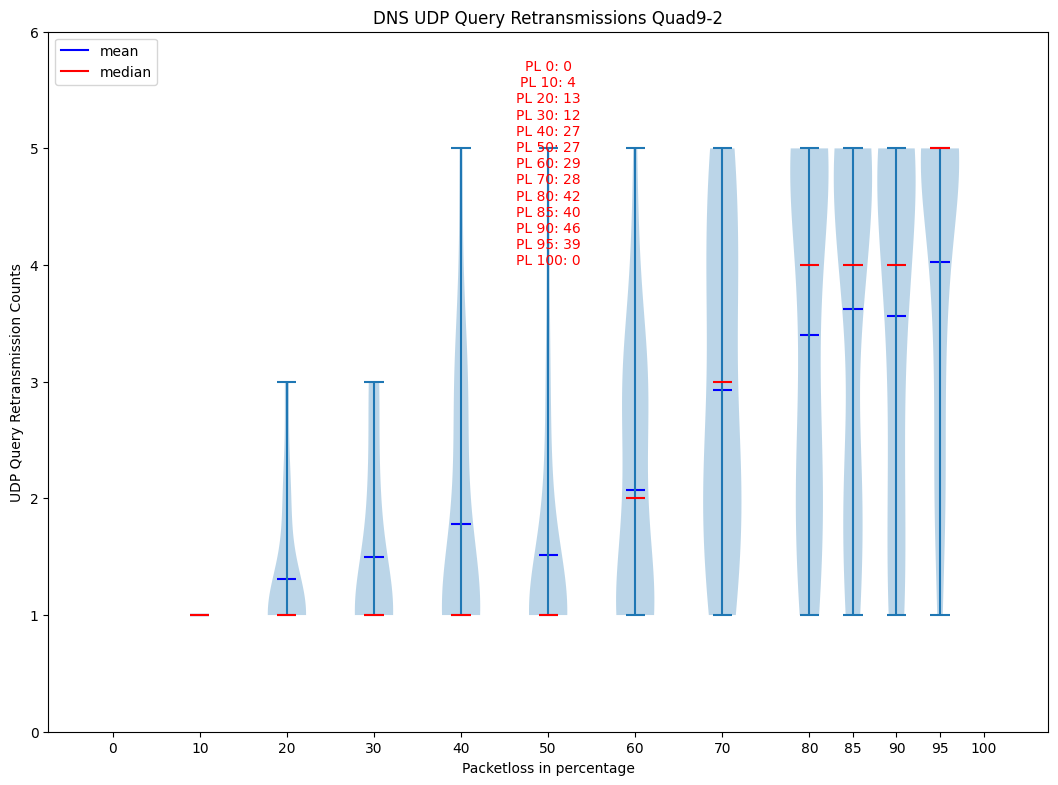 DNS UDP Query Retransmissions Quad9-2
mean
median
PL 0: 0
PL 10: 4
PL 20: 13
PL 30: 12
PL 40: 27
PL 50: 27
PL 60: 29
PL 70: 28
PL 80: 42
PL 85: 40
PL 90: 46
PL 95: 39
PL 100: 0
UDP Query Retransmission Counts
6
5
4
3
2
1
0
0 10 20 30 40 50 60 70 80 85 90 95 100
Packetloss in percentage